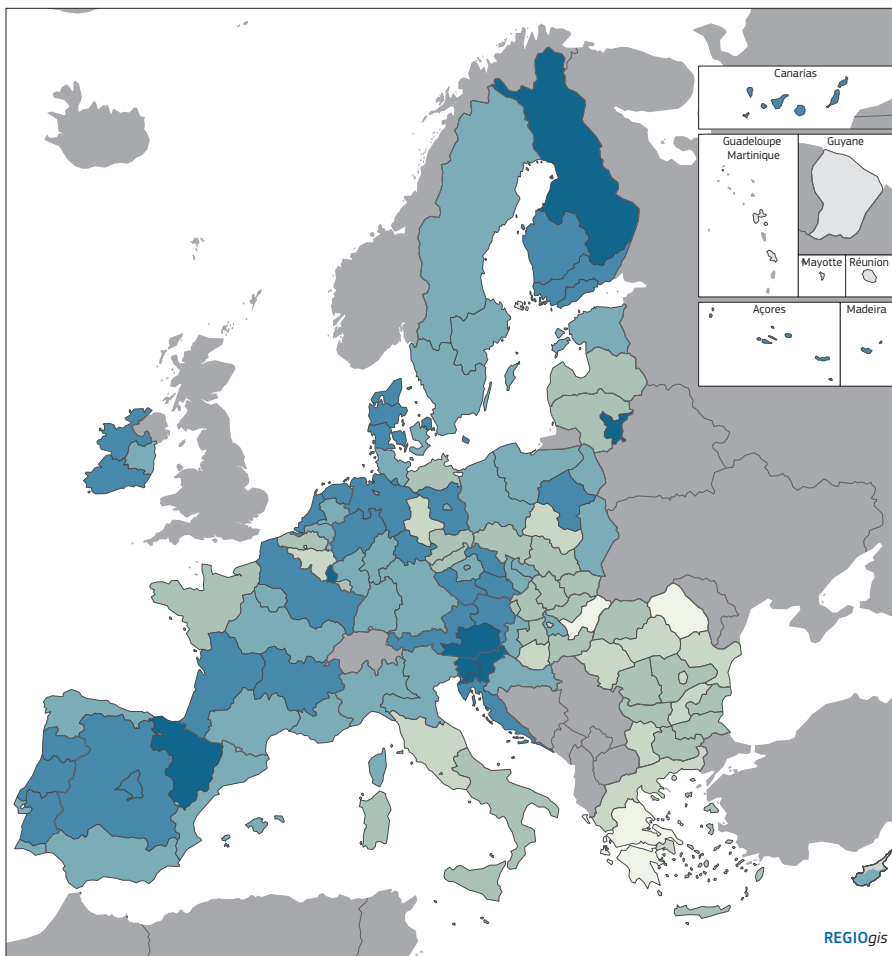 Canarias
Guadeloupe
Martinique
Guyane
Mayotte
Réunion
Açores
Madeira
REGIOgis